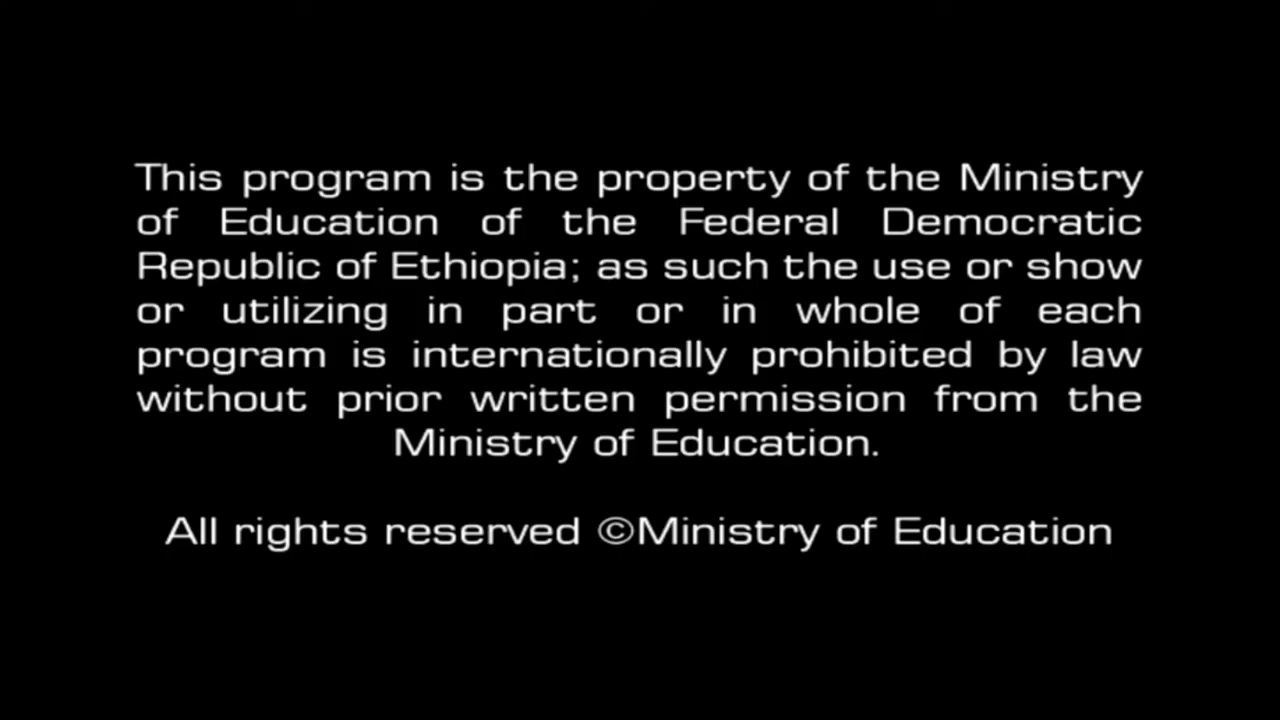 This program is the property of the Ministry
of Education of the Federal Democratic
Republic of Ethiopia; as such the use or show
or utilizing in part or in whole of each
program is internationally prohibited by law
without prior written permission from the
Ministry of Education.
All rights reserved ©Ministry of Education